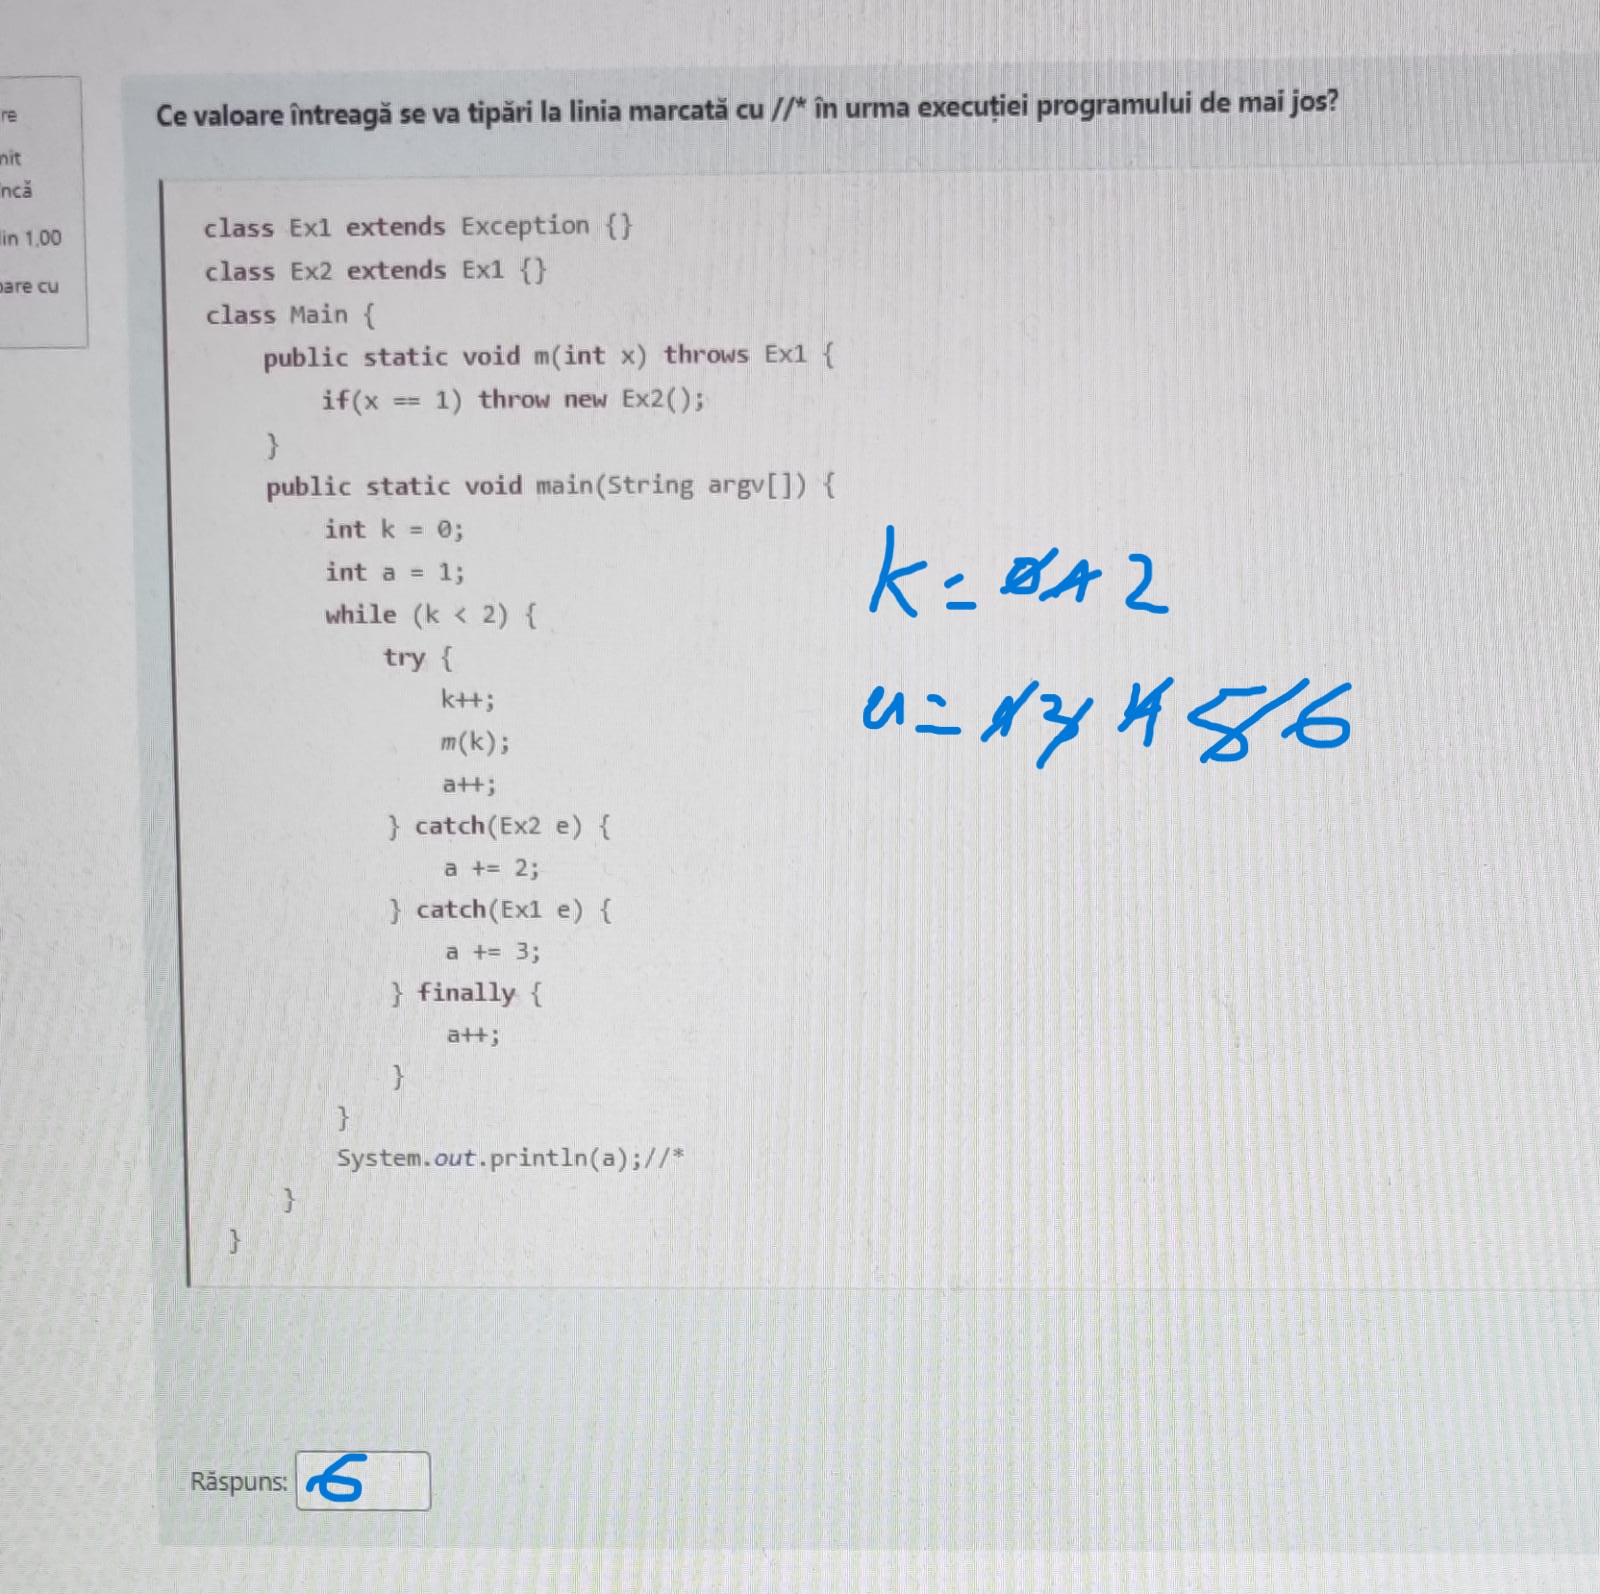 re
nit
ncă
lin 1,00
oare cu
Ce valoare întreagă se va tipări la linia marcată cu //* în urma execuției programului de mai jos?
class Ex1 extends Exception {}
class Ex2 extends Ex1 {}
class Main {
public static void m(int x) throws Ex1 {
if(x == 1) throw new Ex2();
}
public static void main(String argv[]) {
int k = 0;
int a = 1;
while (k < 2) {
try {
k++;
m(k);
a++;
} catch(Ex2 e) {
a += 2;
} catch(Ex1 e) {
a += 3;
} finally {
a++;
}
}
System.out.println(a);//*
}
}
k = 0 1 2
a = 1 3 4 5 6
Răspuns: 6